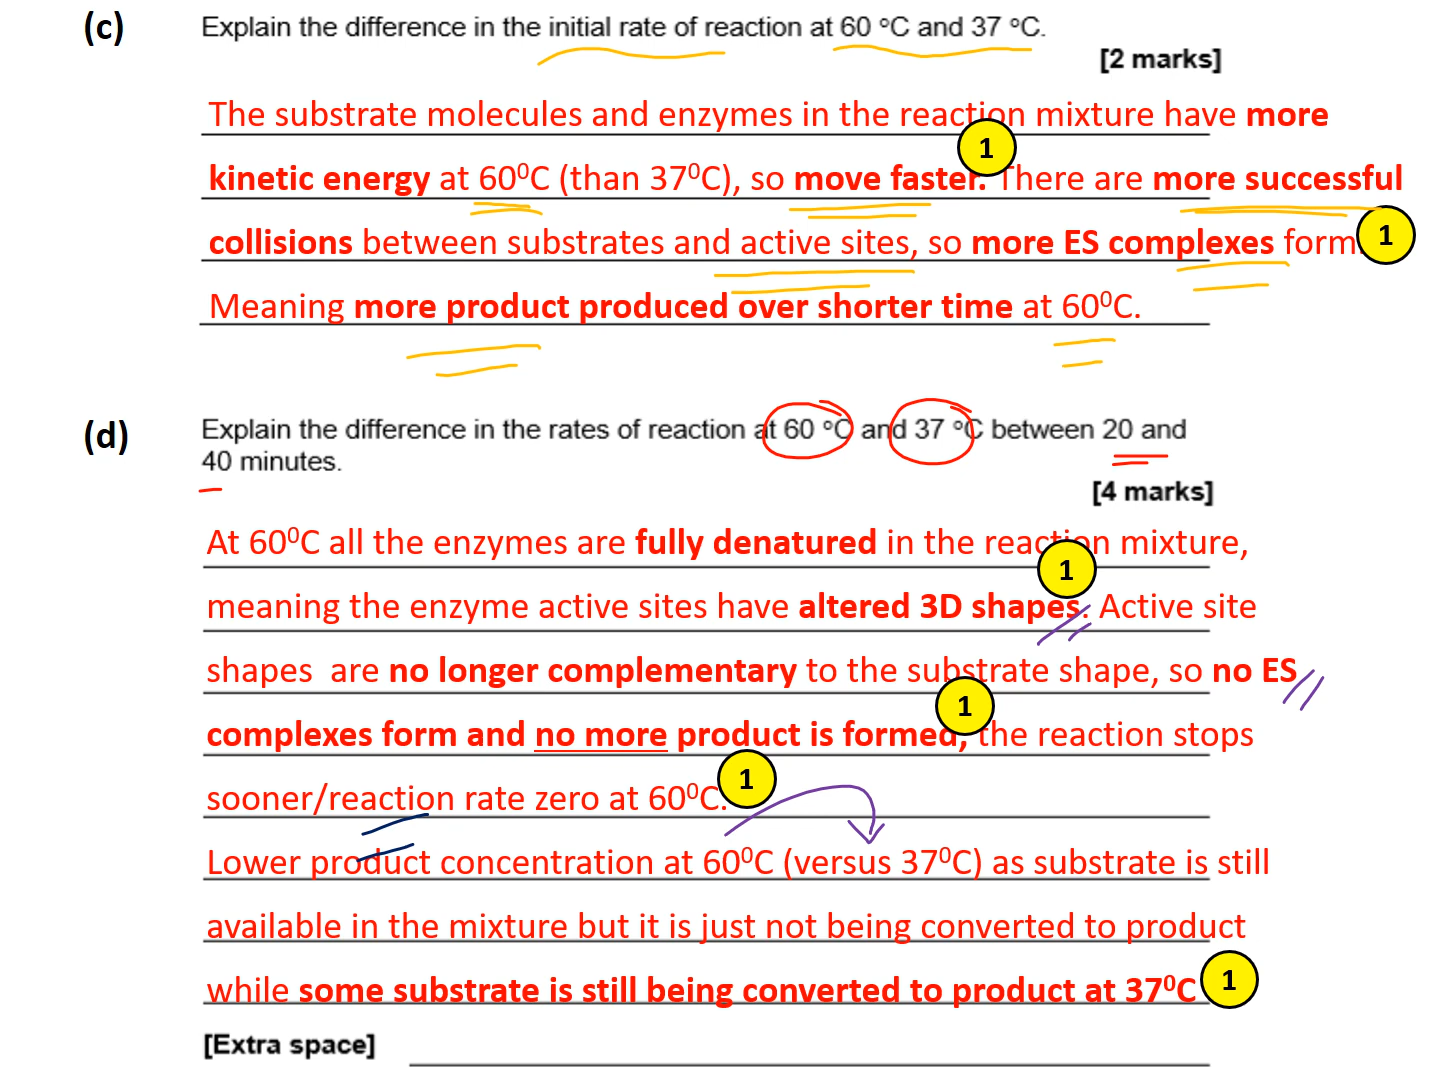 (c) Explain the difference in the initial rate of reaction at 60 °C and 37 °C.
[2 marks]
The substrate molecules and enzymes in the reaction mixture have more
1
kinetic energy at 60⁰C (than 37⁰C), so move faster. There are more successful
collisions between substrates and active sites, so more ES complexes form. 1
Meaning more product produced over shorter time at 60⁰C.
(d) Explain the difference in the rates of reaction at 60 °C and 37 °C between 20 and
40 minutes.
[4 marks]
At 60⁰C all the enzymes are fully denatured in the reaction mixture,
1
meaning the enzyme active sites have altered 3D shapes. Active site
shapes are no longer complementary to the substrate shape, so no ES
1
complexes form and no more product is formed, the reaction stops
1
sooner/reaction rate zero at 60⁰C.
Lower product concentration at 60⁰C (versus 37⁰C) as substrate is still
available in the mixture but it is just not being converted to product
while some substrate is still being converted to product at 37⁰C 1
[Extra space]